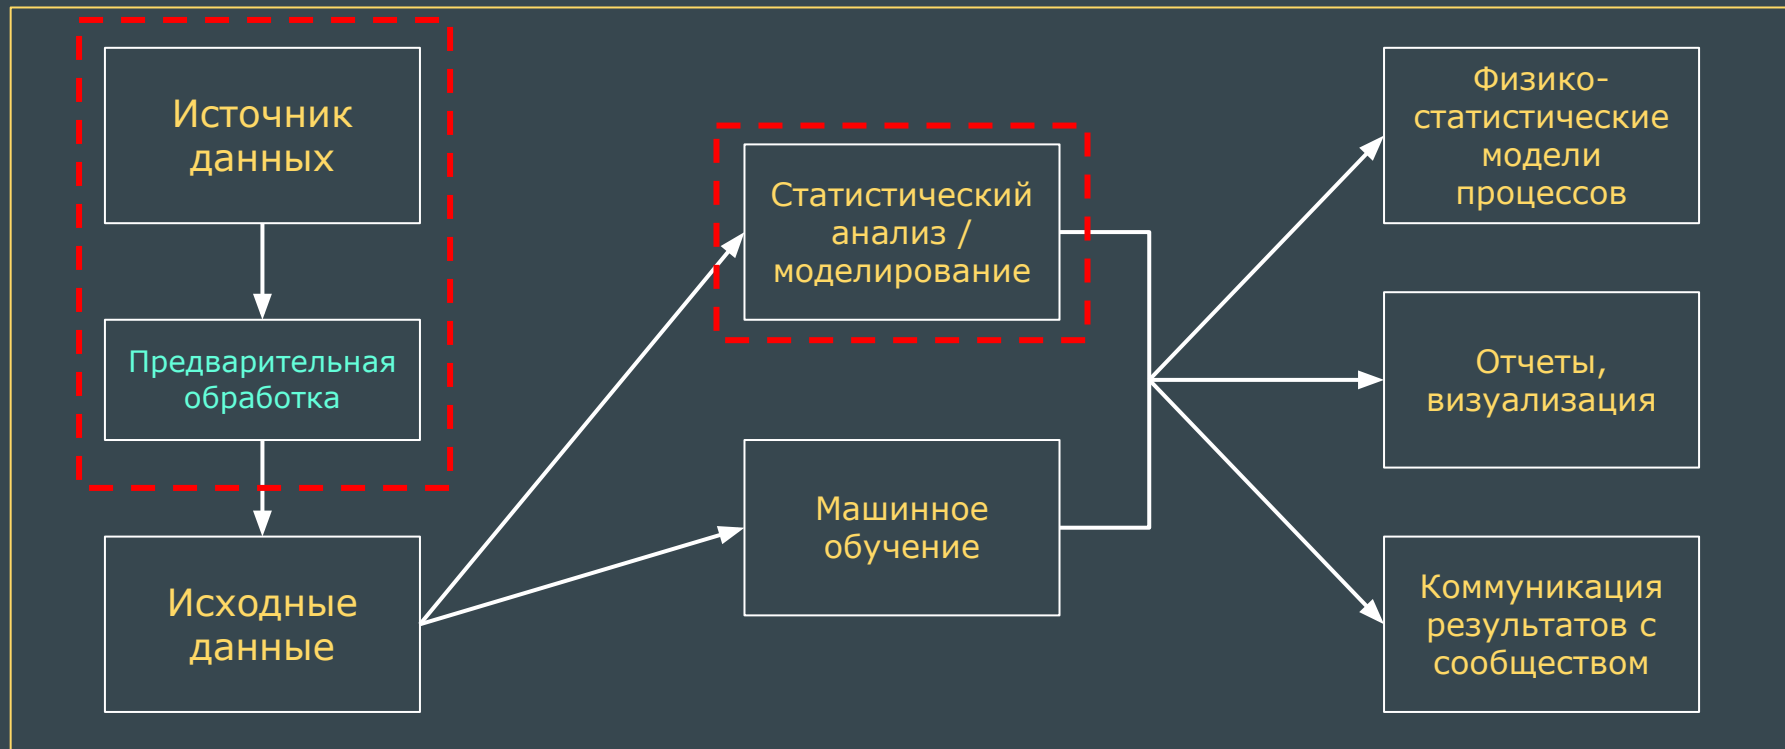 Источник
данных
Предварительная
обработка
Исходные
данные
Статистический
анализ /
моделирование
Машинное
обучение
Физико-
статистические
модели
процессов
Отчеты,
визуализация
Коммуникация
результатов с
сообществом